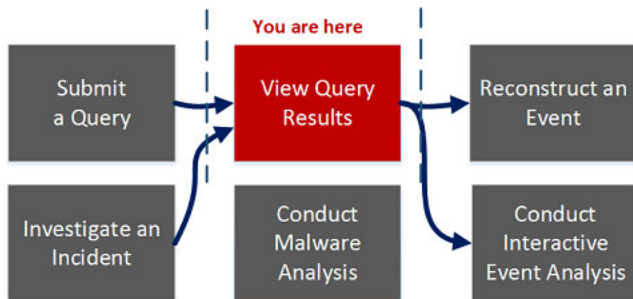 You are here
Submit
a Query
View Query
Results
Reconstruct an
Event
Investigate an
Incident
Conduct
Malware
Analysis
Conduct
Interactive
Event Analysis